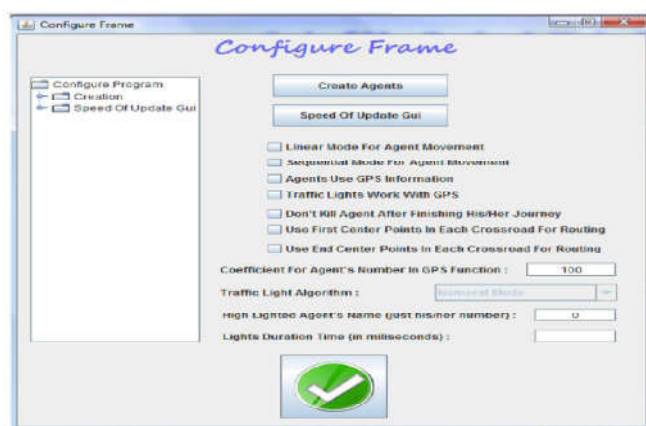 Configure Frame
Configure Frame
Configure Program
Creation
Speed Of Update Gui
Create Agents
Speed Of Update Gui
Linear Mode For Agent Movement
Sequential Mode For Agent Movement
Agents Use GPS Information
Traffic Lights Work With GPS
Don't Kill Agent After Finishing His/Her Journey
Use First Center Points In Each Crossroad For Routing
Use End Center Points In Each Crossroad For Routing
Coefficient For Agent's Number In GPS Function : 100
Traffic Light Algorithm : Numeral Mode
High Lighted Agent's Name (just his/her number) : 0
Lights Duration Time (in miliseconds) :